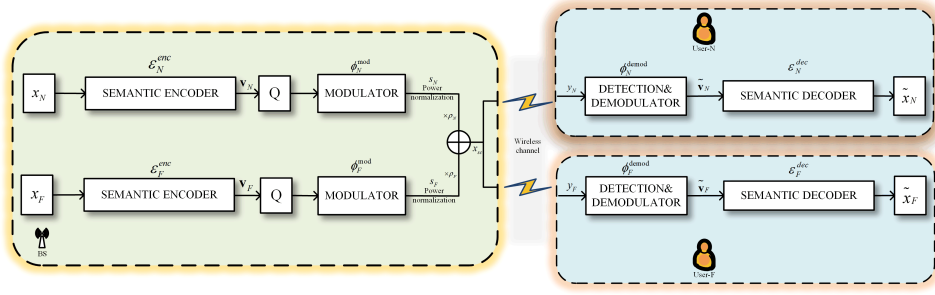 ε_N^{enc}
x_N
SEMANTIC ENCODER
v_N
Q
ϕ_N^{mod}
MODULATOR
s_N
Power
normalization
×ρ_N
ε_F^{enc}
x_F
SEMANTIC ENCODER
v_F
Q
ϕ_F^{mod}
MODULATOR
s_F
Power
normalization
×ρ_F
BS
Wireless
channel
User-N
y_N
ϕ_N^{demod}
DETECTION&
DEMODULATOR
ṽ_N
ε_N^{dec}
SEMANTIC DECODER
x̃_N
y_F
ϕ_F^{demod}
DETECTION&
DEMODULATOR
ṽ_F
ε_F^{dec}
SEMANTIC DECODER
x̃_F
User-F